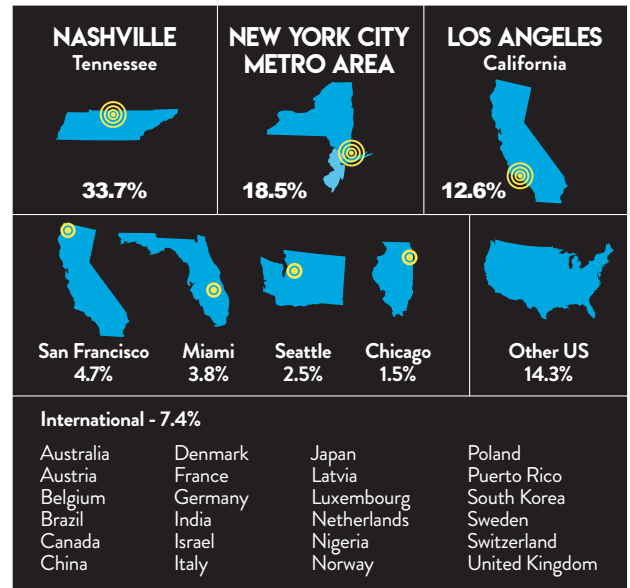 NASHVILLE
Tennessee
33.7%
NEW YORK CITY
METRO AREA
18.5%
LOS ANGELES
California
12.6%
San Francisco
4.7%
Miami
3.8%
Seattle
2.5%
Chicago
1.5%
Other US
14.3%
International - 7.4%
Australia
Austria
Belgium
Brazil
Canada
China
Denmark
France
Germany
India
Israel
Italy
Japan
Latvia
Luxembourg
Netherlands
Nigeria
Norway
Poland
Puerto Rico
South Korea
Sweden
Switzerland
United Kingdom